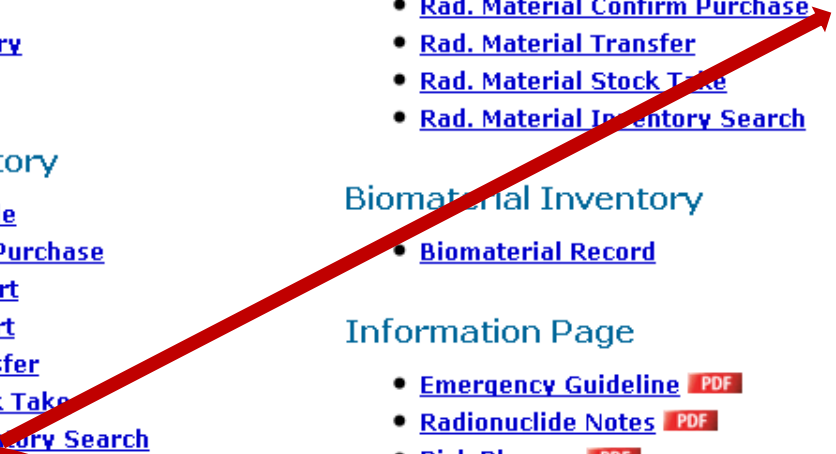 Rad. Material Confirm Purchase
Rad. Material Transfer
Rad. Material Stock Take
Rad. Material Inventory Search
ry
tory
e
Purchase
rt
rt
sfer
k Take
tory Search
Biomaterial Inventory
Biomaterial Record
Information Page
Emergency Guideline PDF
Radionuclide Notes PDF